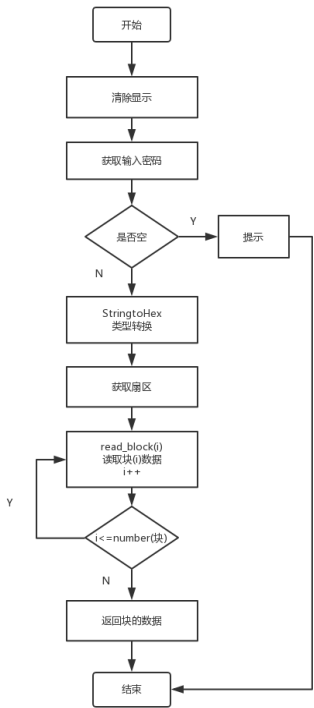 开始
清除显示
获取输入密码
是否空
Y
提示
N
StringtoHex
类型转换
获取扇区
read_block(i)
读取块(i)数据
i++
Y
i<=number(块)
N
返回块的数据
结束